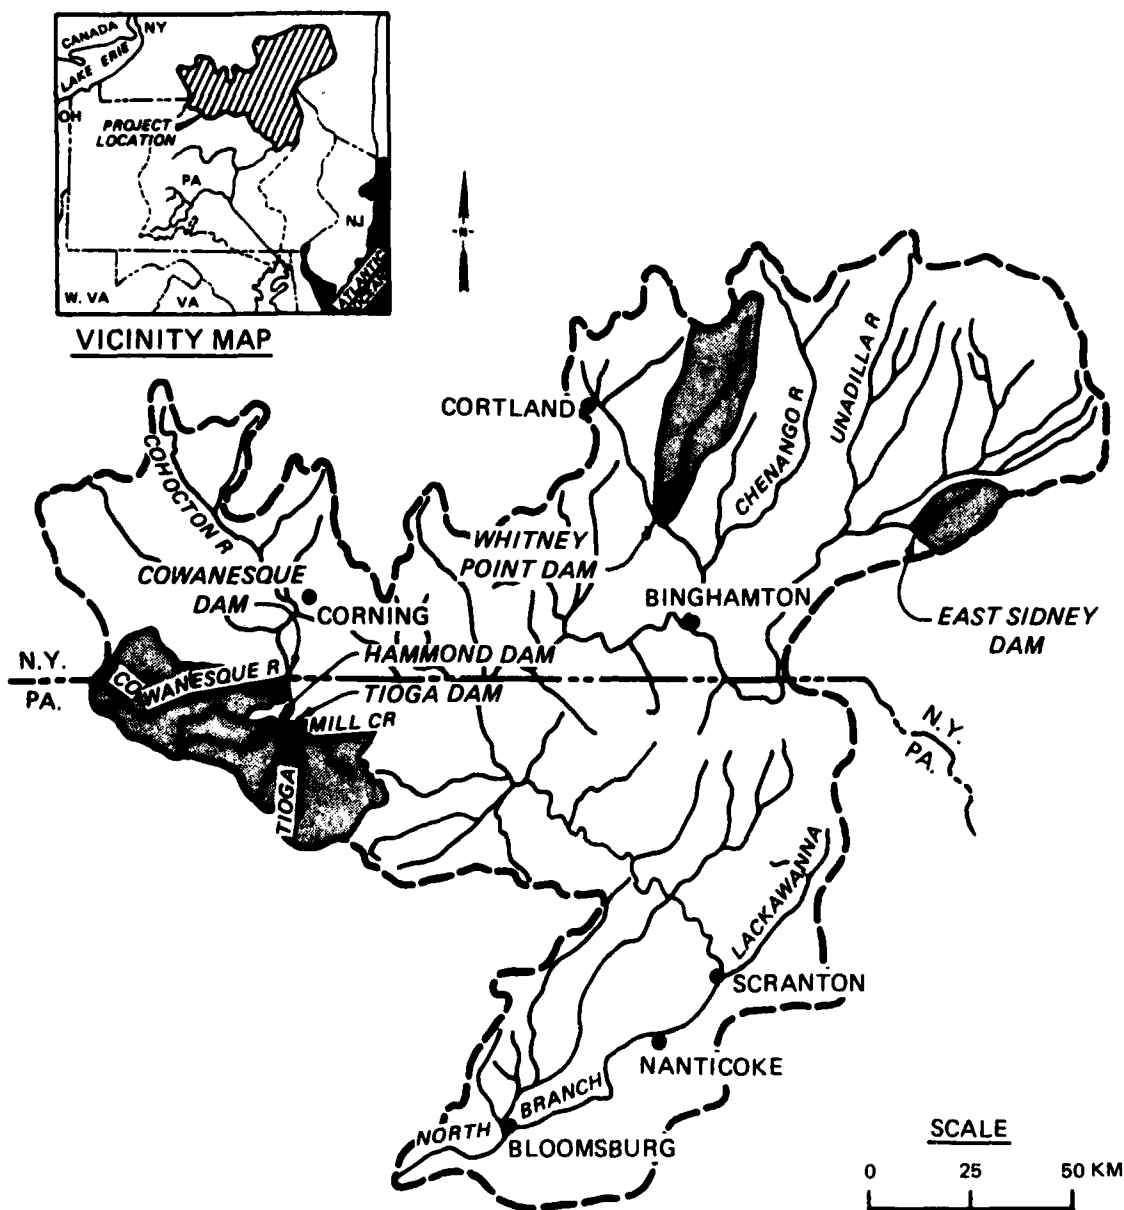 CANADA
NY
LAKE ERIE
OH
PROJECT
LOCATION
PA
NJ
W. VA
VA
ATLANTIC
OCEAN
VICINITY MAP
N
CORTLAND
COHOCTON R
CHENANGO R
UNADILLA R
WHITNEY
POINT DAM
COWANESQUE
DAM
CORNING
BINGHAMTON
EAST SIDNEY
DAM
HAMMOND DAM
N.Y.
PA.
COWANESQUE R
TIOGA DAM
MILL CR
TIOGA
N.Y.
PA.
LACKAWANNA
SCRANTON
NANTICOKE
NORTH BRANCH
BLOOMSBURG
SCALE
0 25 50 KM